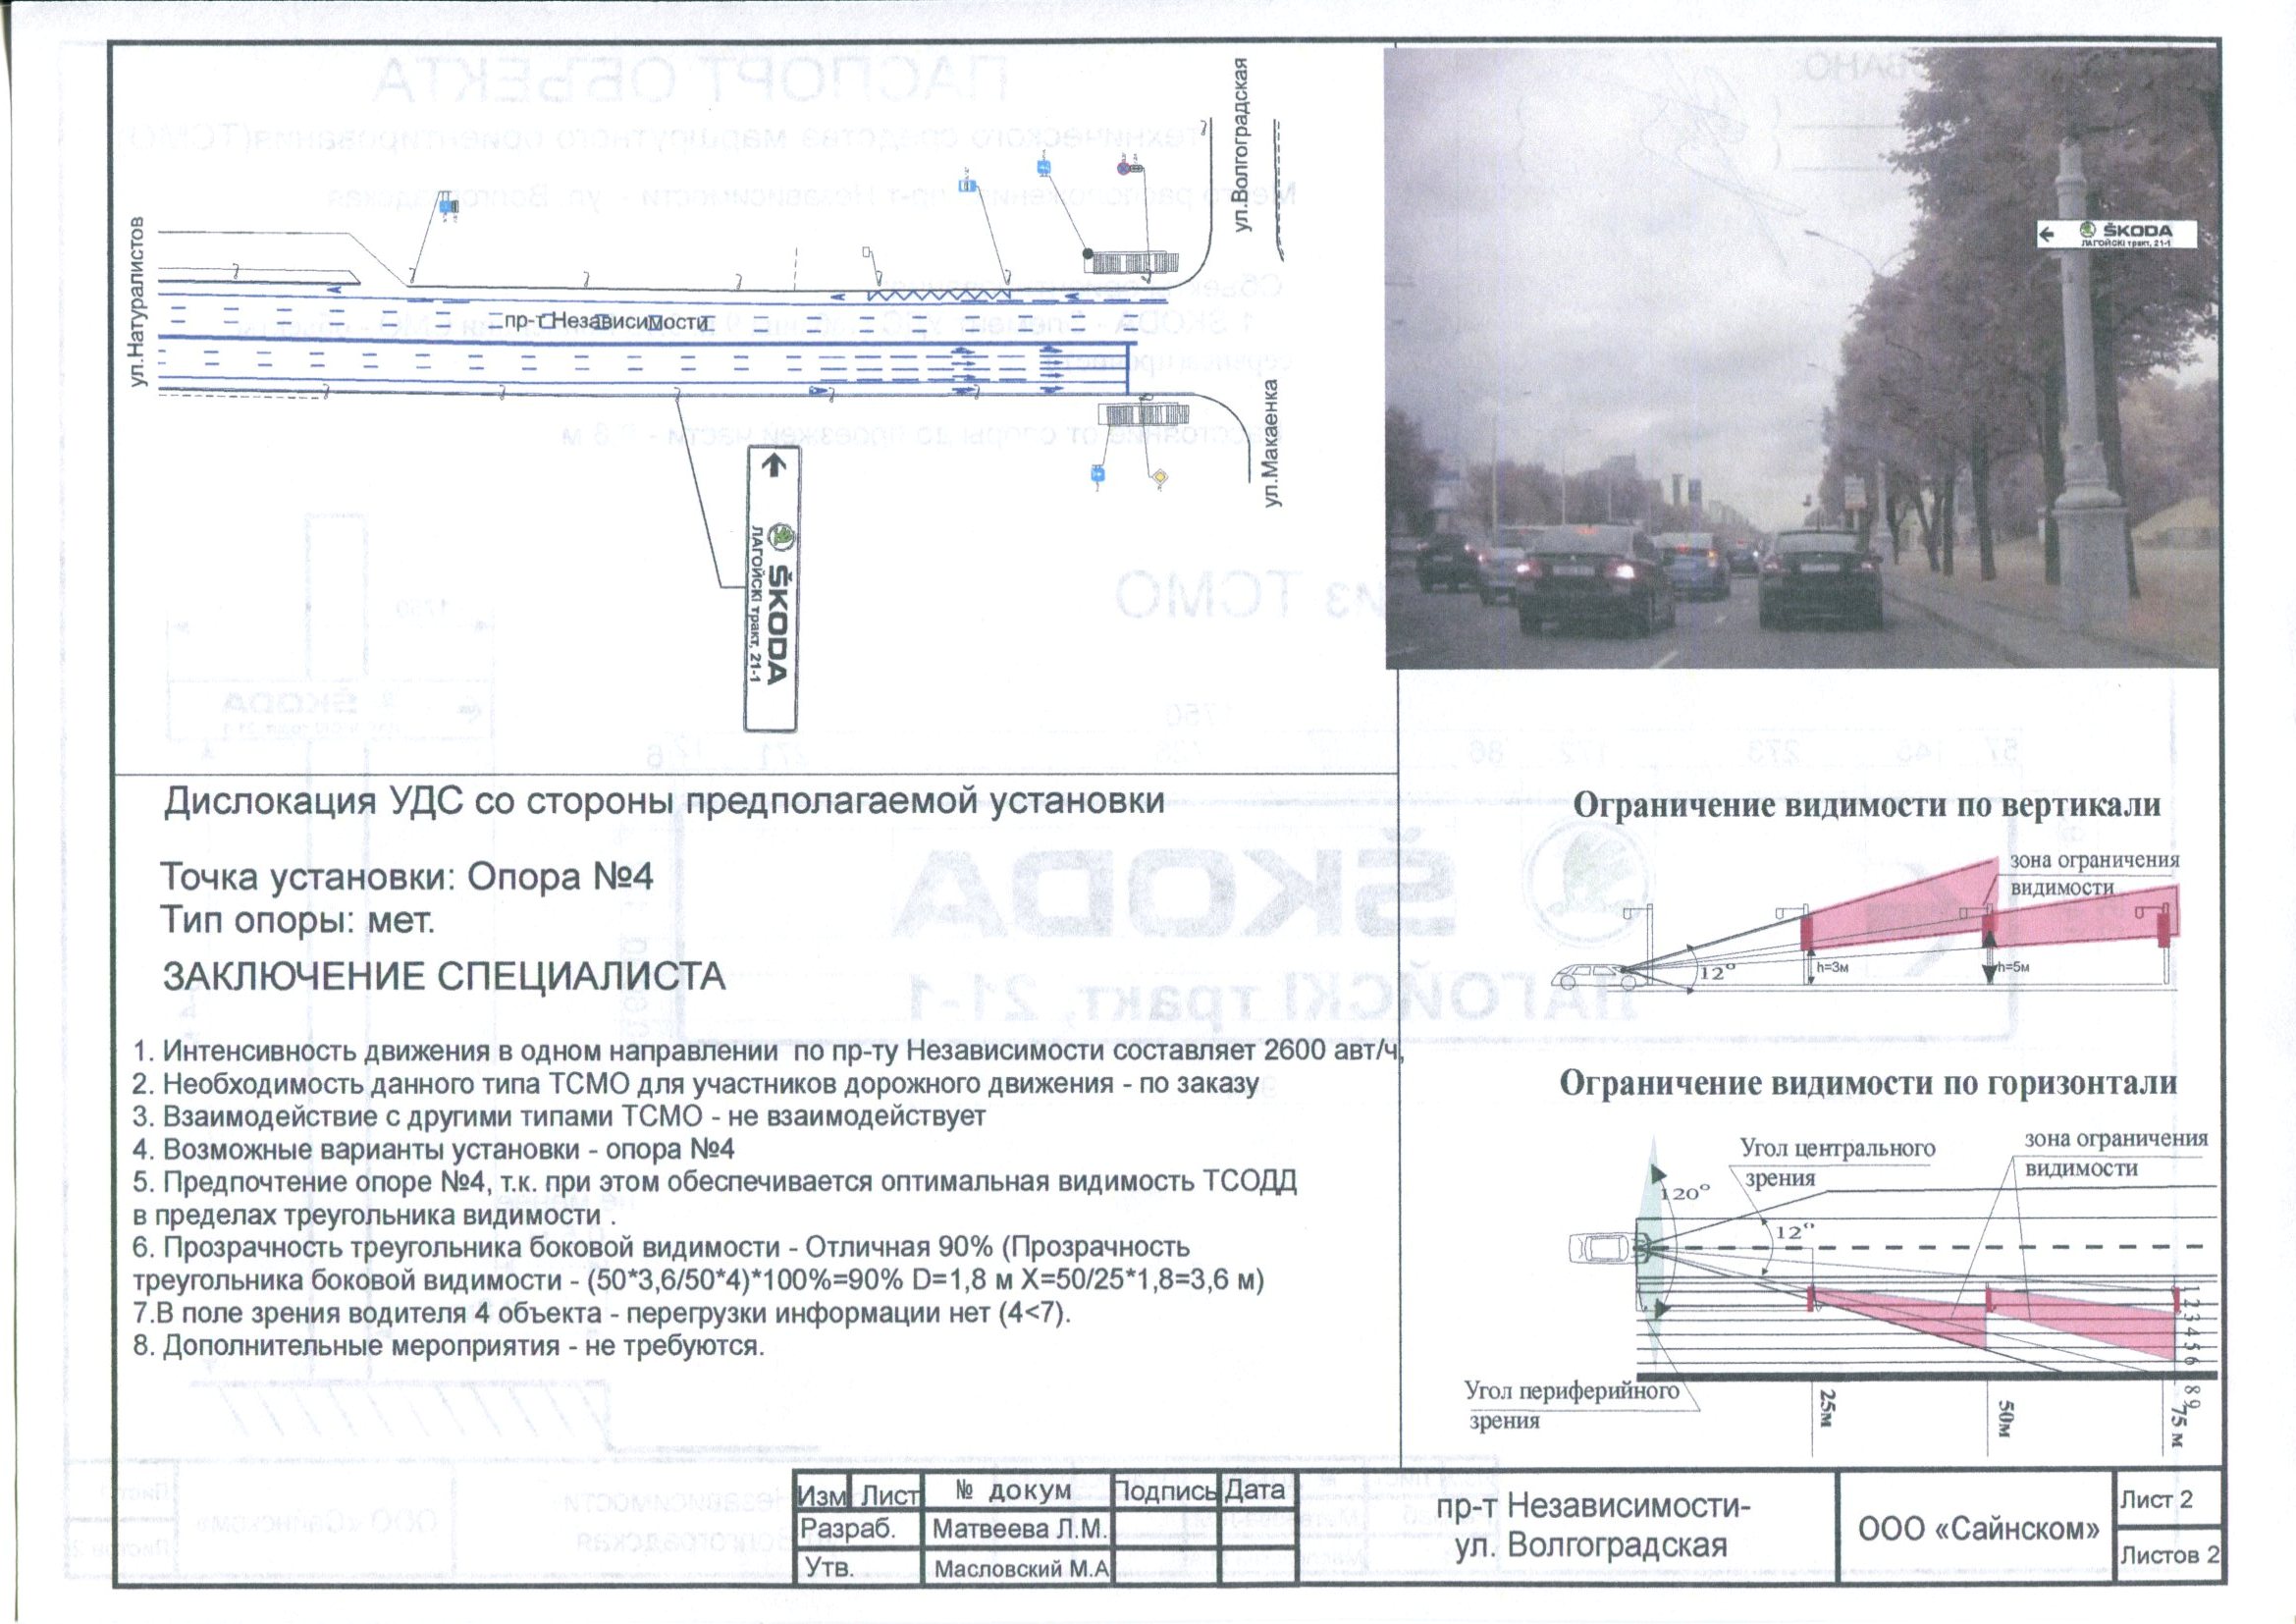 ул.Натуралистов
пр-т Независимости
ул.Волгоградская
ул.Макаенка
ŠKODA
ЛАГОЙСКІ тракт, 21-1
ŠKODA
ЛАГОЙСКІ тракт, 21-1
Дислокация УДС со стороны предполагаемой установки
Точка установки: Опора №4
Тип опоры: мет.
ЗАКЛЮЧЕНИЕ СПЕЦИАЛИСТА
1. Интенсивность движения в одном направлении по пр-ту Независимости составляет 2600 авт/ч,
2. Необходимость данного типа ТСМО для участников дорожного движения - по заказу
3. Взаимодействие с другими типами ТСМО - не взаимодействует
4. Возможные варианты установки - опора №4
5. Предпочтение опоре №4, т.к. при этом обеспечивается оптимальная видимость ТСОДД
в пределах треугольника видимости .
6. Прозрачность треугольника боковой видимости - Отличная 90% (Прозрачность
треугольника боковой видимости - (50*3,6/50*4)*100%=90% D=1,8 м X=50/25*1,8=3,6 м)
7.В поле зрения водителя 4 объекта - перегрузки информации нет (4<7).
8. Дополнительные мероприятия - не требуются.
Ограничение видимости по вертикали
зона ограничения
видимости
12°
h=3м
h=5м
Ограничение видимости по горизонтали
Угол центрального
зрения
зона ограничения
видимости
120°
12°
1 2 3 4 5 6
8 9
Угол периферийного
зрения
25м
50м
75 м
Изм Лист № докум Подпись Дата
Разраб. Матвеева Л.М.
Утв. Масловский М.А
пр-т Независимости-
ул. Волгоградская
ООО «Сайнском»
Лист 2
Листов 2